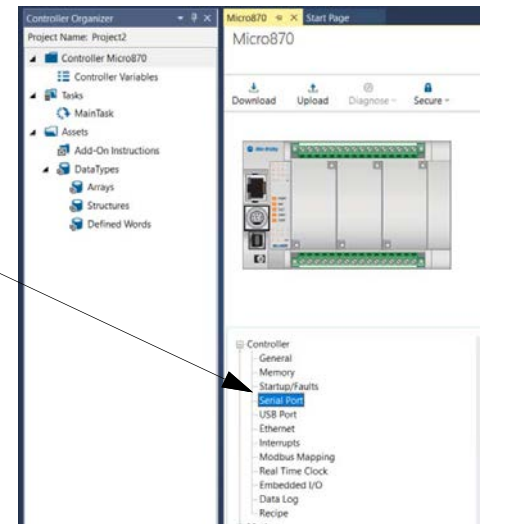 Controller Organizer
Project Name: Project2
Controller Micro870
Controller Variables
Tasks
MainTask
Assets
Add-On Instructions
DataTypes
Arrays
Structures
Defined Words
Micro870
Start Page
Micro870
Download Upload Diagnose Secure
Controller
General
Memory
Startup/Faults
Serial Port
USB Port
Ethernet
Interrupts
Modbus Mapping
Real Time Clock
Embedded I/O
Data Log
Recipe